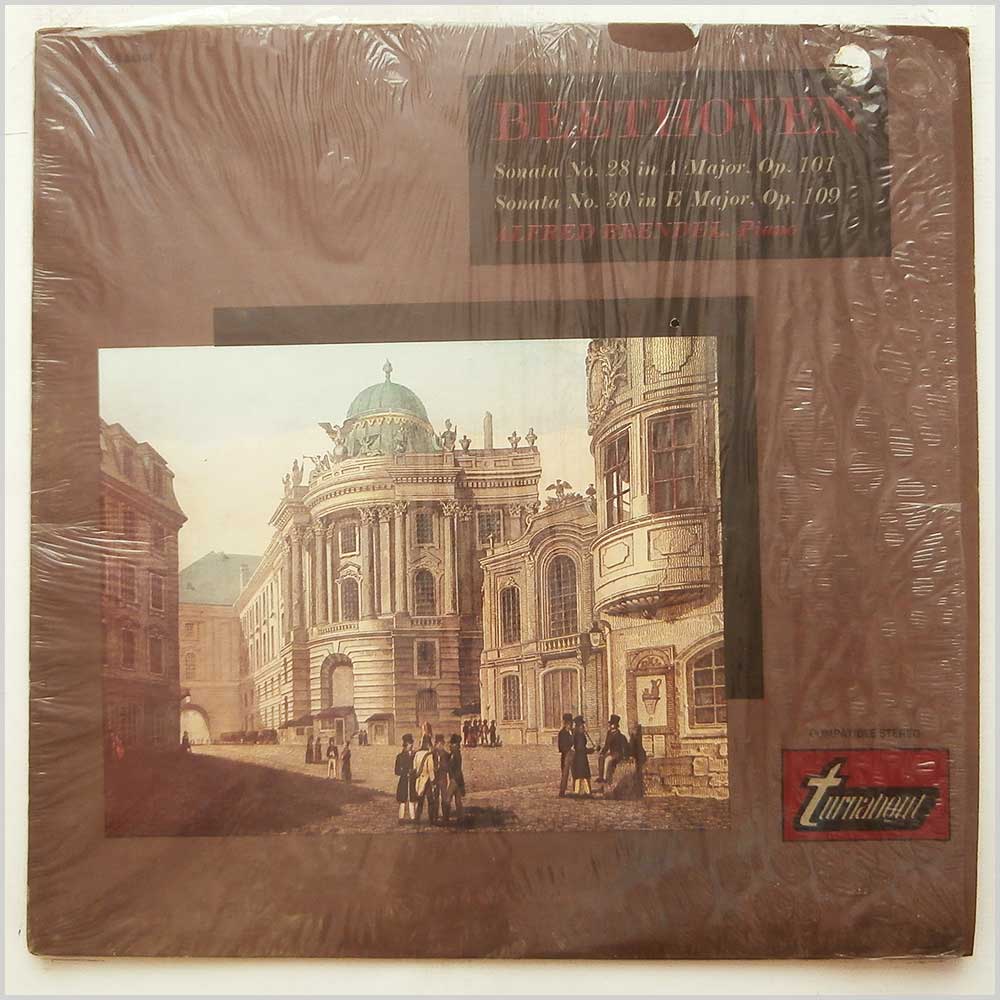 BEETHOVEN
Sonata No. 28 in A Major, Op. 101
Sonata No. 30 in E Major, Op. 109
ALFRED BRENDEL, Piano
COMPATIBLE STEREO
turnabout